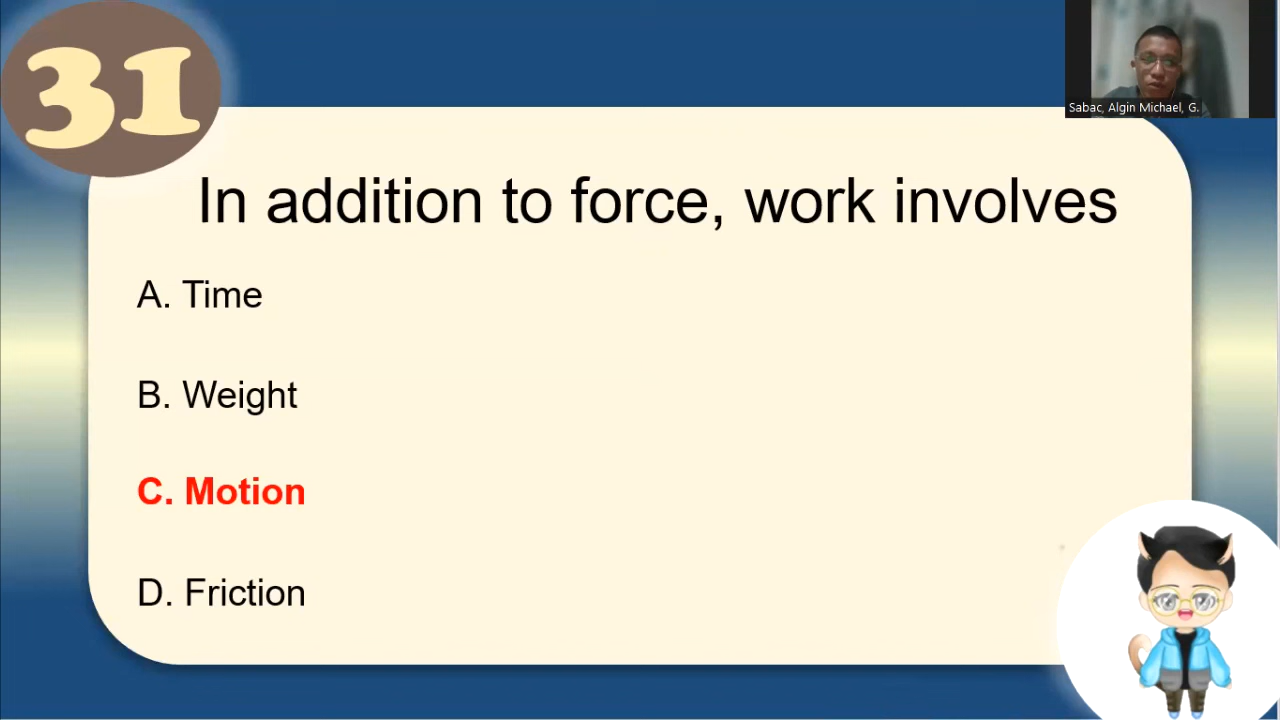 31
Sabac, Algin Michael, G.
In addition to force, work involves
A. Time
B. Weight
C. Motion
D. Friction